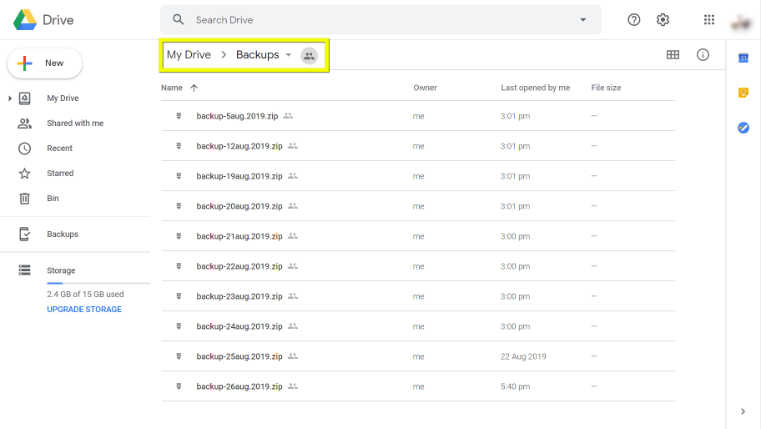 Drive
Search Drive
New
My Drive
Shared with me
Recent
Starred
Bin
Backups
Storage
2.4 GB of 15 GB used
UPGRADE STORAGE
My Drive > Backups
Name Owner Last opened by me File size
backup-5aug.2019.zip me 3:01 pm —
backup-12aug.2019.zip me 3:01 pm —
backup-19aug.2019.zip me 3:01 pm —
backup-20aug.2019.zip me 3:01 pm —
backup-21aug.2019.zip me 3:00 pm —
backup-22aug.2019.zip me 3:00 pm —
backup-23aug.2019.zip me 3:00 pm —
backup-24aug.2019.zip me 3:00 pm —
backup-25aug.2019.zip me 22 Aug 2019 —
backup-26aug.2019.zip me 5:40 pm —
31